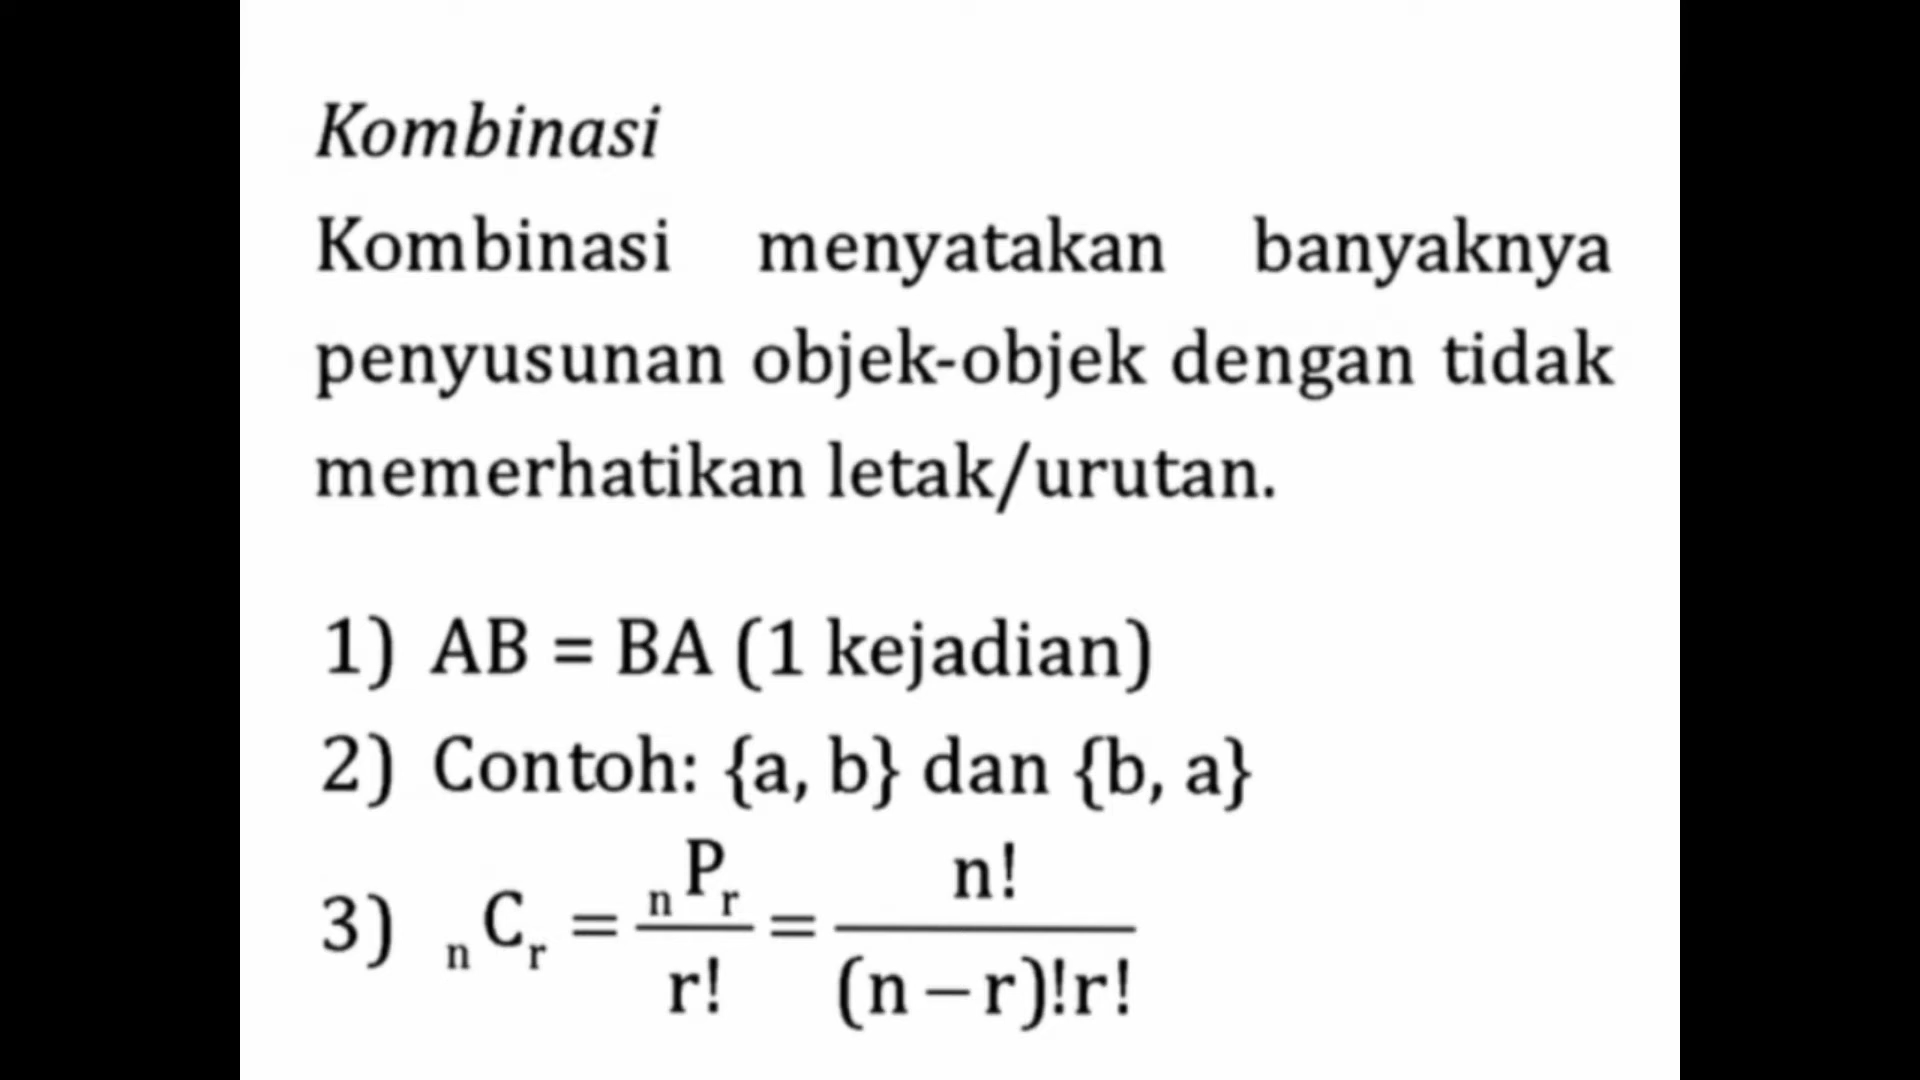 Kombinasi
Kombinasi menyatakan banyaknya
penyusunan objek-objek dengan tidak
memerhatikan letak/urutan.
1) AB = BA (1 kejadian)
2) Contoh: {a, b} dan {b, a}
3) ₙCᵣ = ₙPᵣ / r! = n! / (n – r)!r!